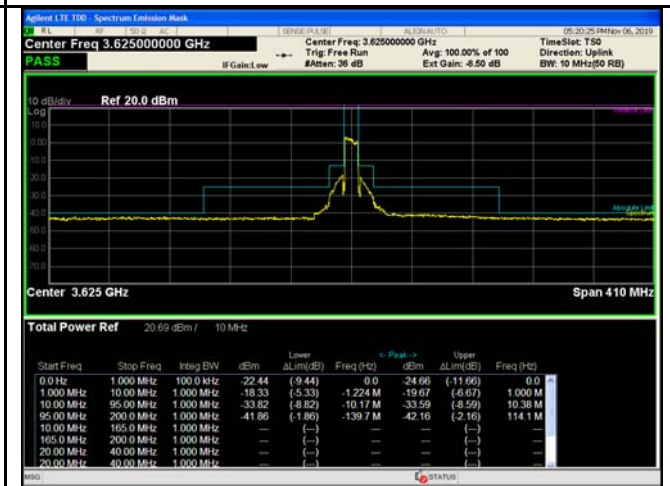 Agilent LTE TDD - Spectrum Emission Mask
RL RF 50 Ω AC SENSE:PULSE ALIGNAUTO 05:20:25 PM Nov 06, 2019
Center Freq 3.625000000 GHz Center Freq: 3.625000000 GHz TimeSlot: TS0
Trig: Free Run Avg: 100.00% of 100 Direction: Uplink
PASS IFGain:Low #Atten: 36 dB Ext Gain: -8.50 dB BW: 10 MHz(50 RB)
10 dB/div Ref 20.0 dBm
Log
10.0
0.00
10.0
20.0
30.0
40.0
Absolute Limit
Spectrum
60.0
70.0
Center 3.625 GHz Span 410 MHz
Total Power Ref 20.69 dBm / 10 MHz
Lower <- Peak -> Upper
Start Freq Stop Freq Integ BW dBm ΔLim(dB) Freq (Hz) dBm ΔLim(dB) Freq (Hz)
0.0 Hz 1.000 MHz 100.0 kHz -22.44 (-9.44) 0.0 -24.66 (-11.66) 0.0
1.000 MHz 10.00 MHz 1.000 MHz -18.33 (-5.33) -1.224 M -19.67 (-6.67) 1.000 M
10.00 MHz 95.00 MHz 1.000 MHz -33.82 (-8.82) -10.17 M -33.59 (-8.59) 10.38 M
95.00 MHz 200.0 MHz 1.000 MHz -41.86 (-1.86) -139.7 M -42.16 (-2.16) 114.1 M
10.00 MHz 165.0 MHz 1.000 MHz --- (---) --- (---)
165.0 MHz 200.0 MHz 1.000 MHz --- (---) --- (---)
20.00 MHz 40.00 MHz 1.000 MHz --- (---) --- (---)
20.00 MHz 40.00 MHz 1.000 MHz --- (---) --- (---)
MSG STATUS